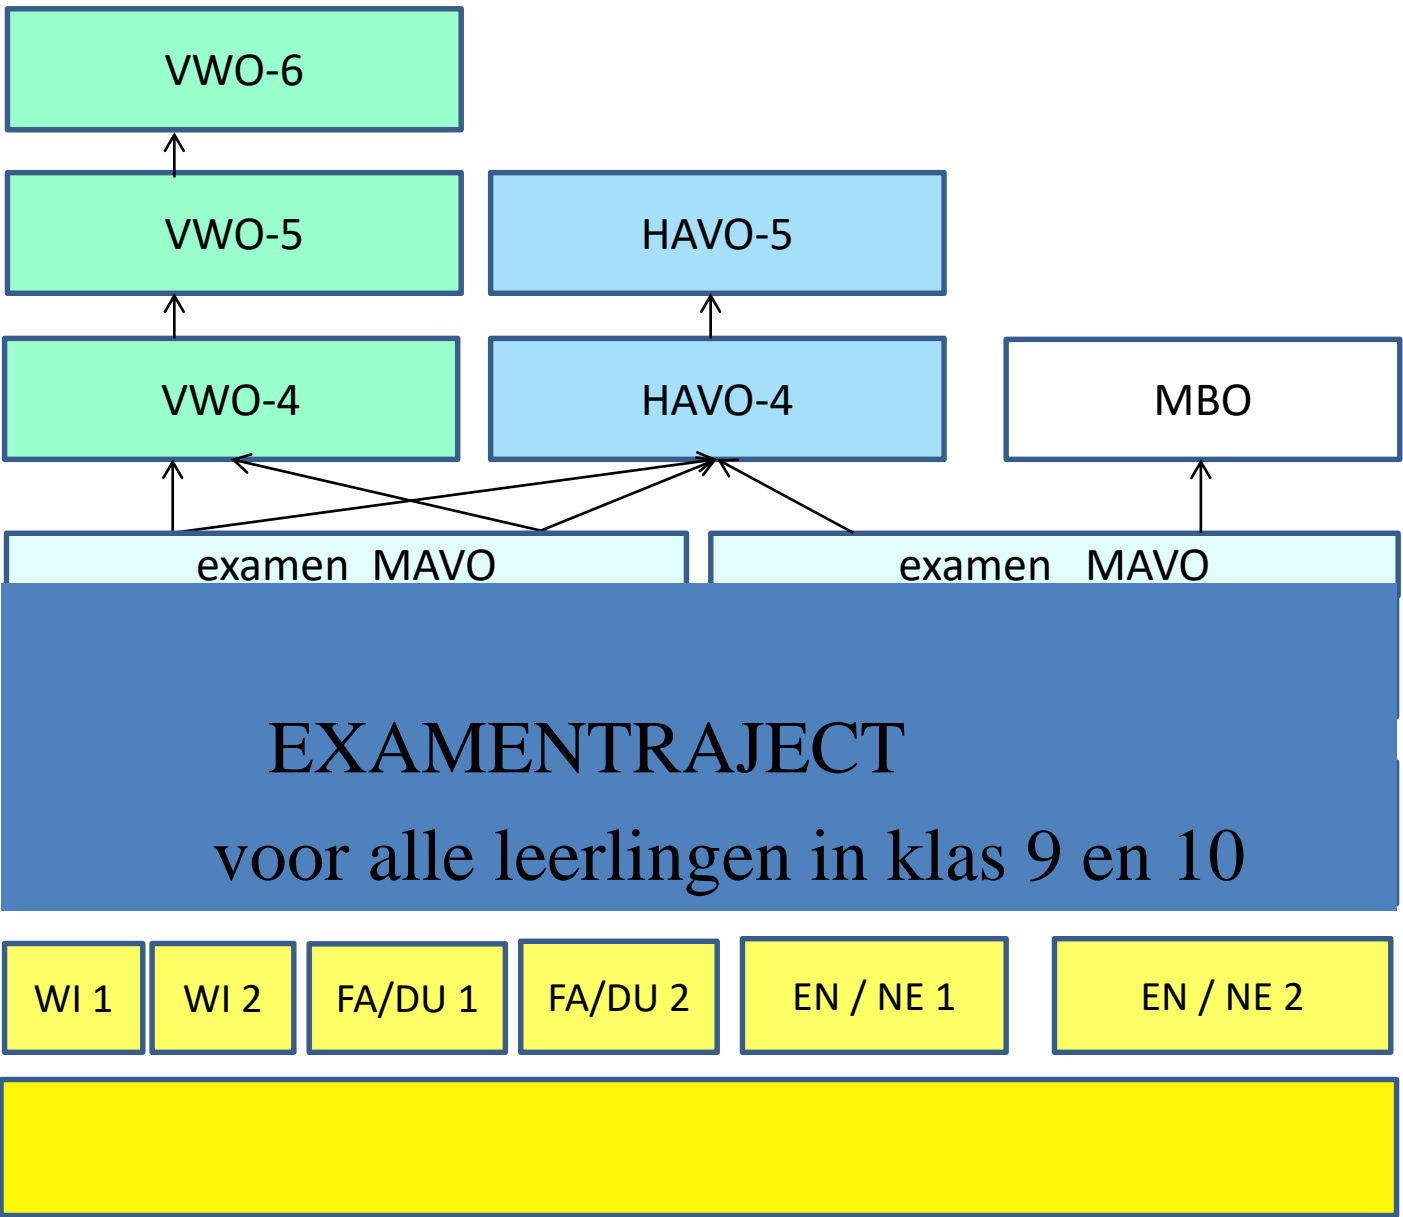 VWO-6
VWO-5
HAVO-5
VWO-4
HAVO-4
MBO
examen MAVO
examen MAVO
EXAMENTRAJECT
voor alle leerlingen in klas 9 en 10
WI 1
WI 2
FA/DU 1
FA/DU 2
EN / NE 1
EN / NE 2